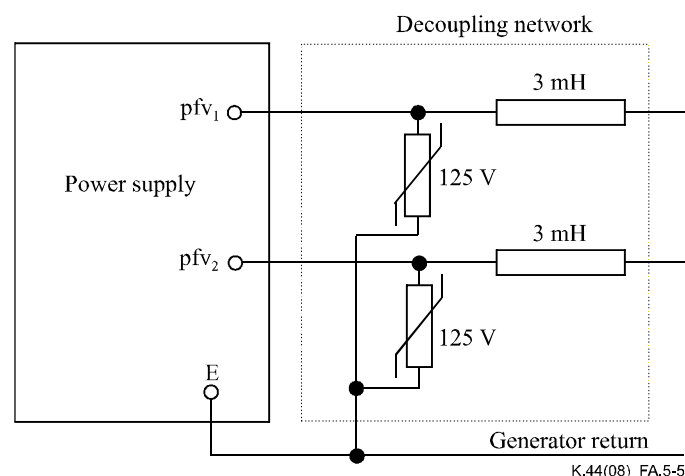 Decoupling network
3 mH
pfv1
Power supply
125 V
3 mH
pfv2
125 V
E
Generator return
K.44(08)_FA.5-5